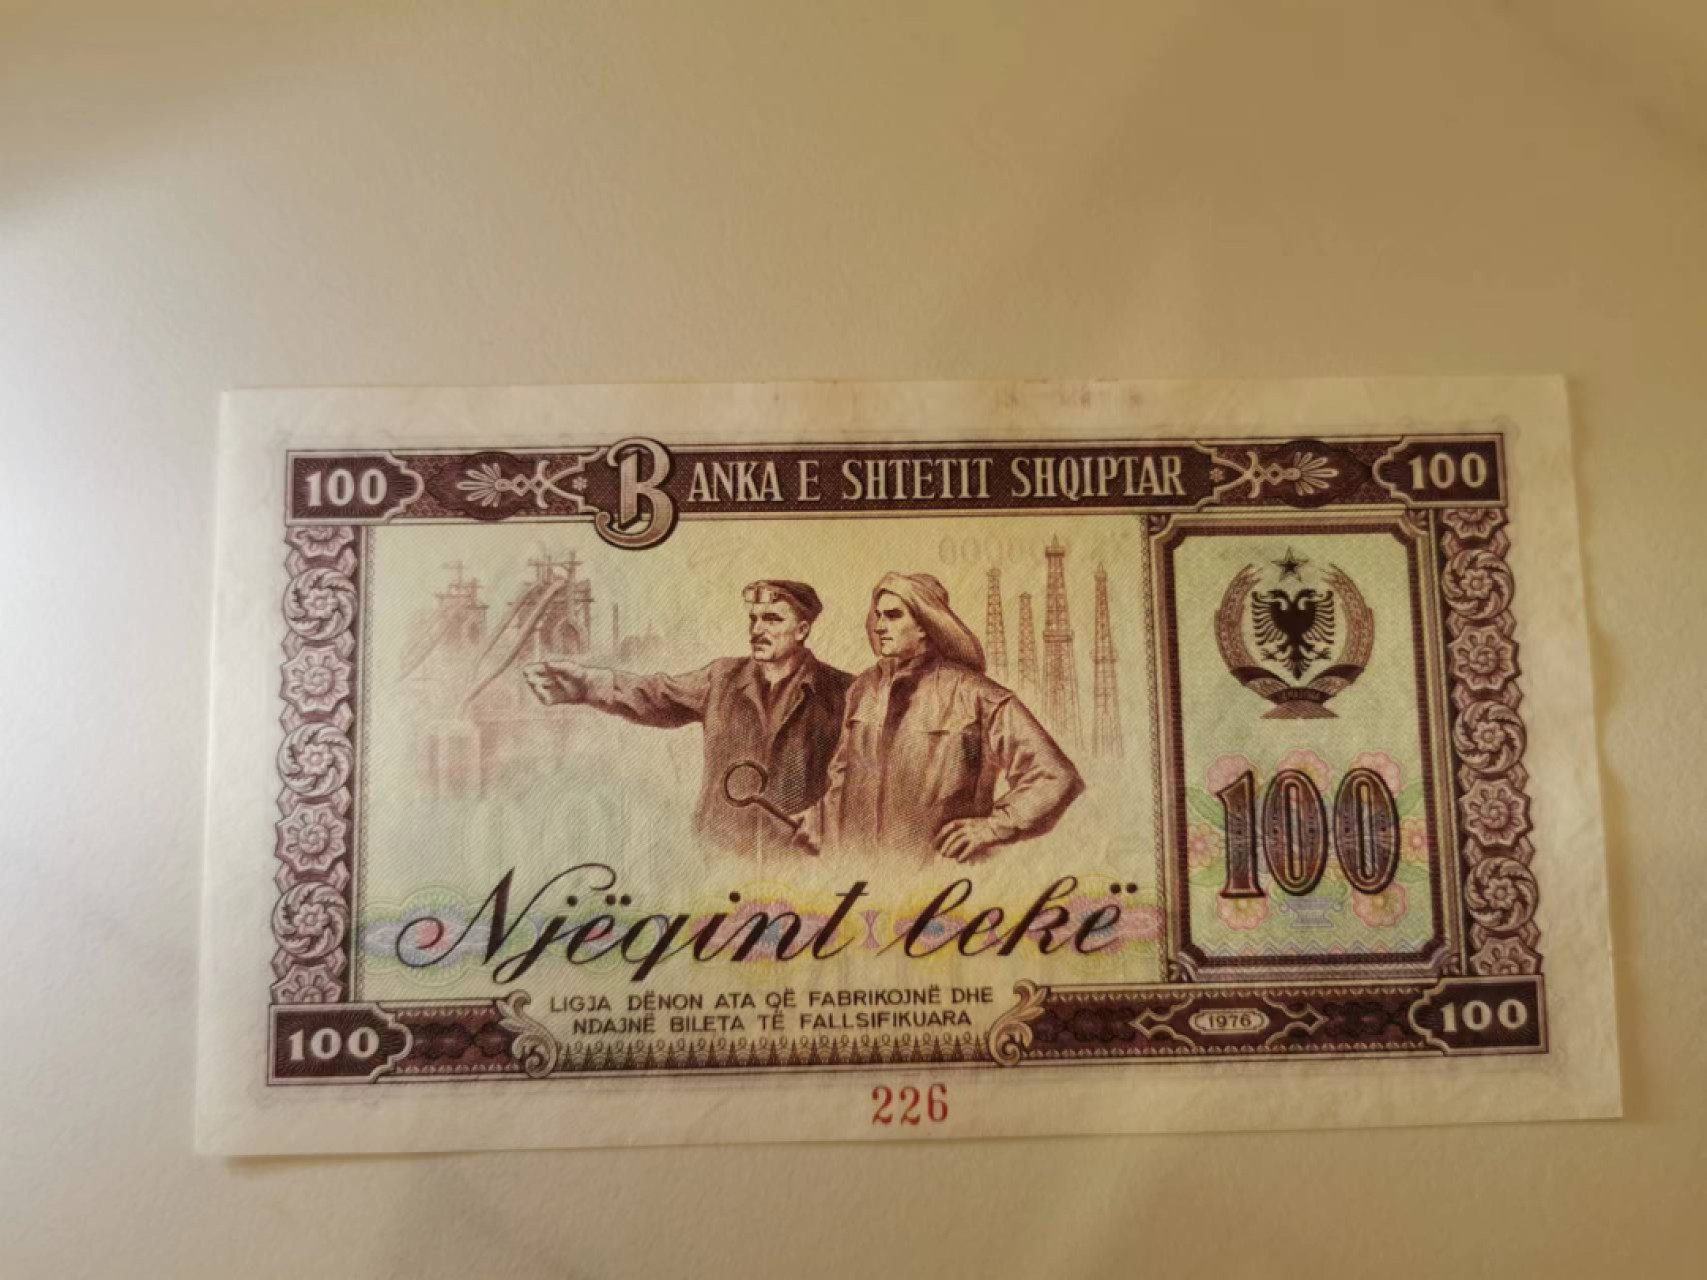 100 BANKA E SHTETIT SHQIPTAR 100
100
Njëqint lekë
LIGJA DËNON ATA QË FABRIKOJNË DHE
NDAJNË BILETA TË FALLSIFIKUARA
100 1976 100
226